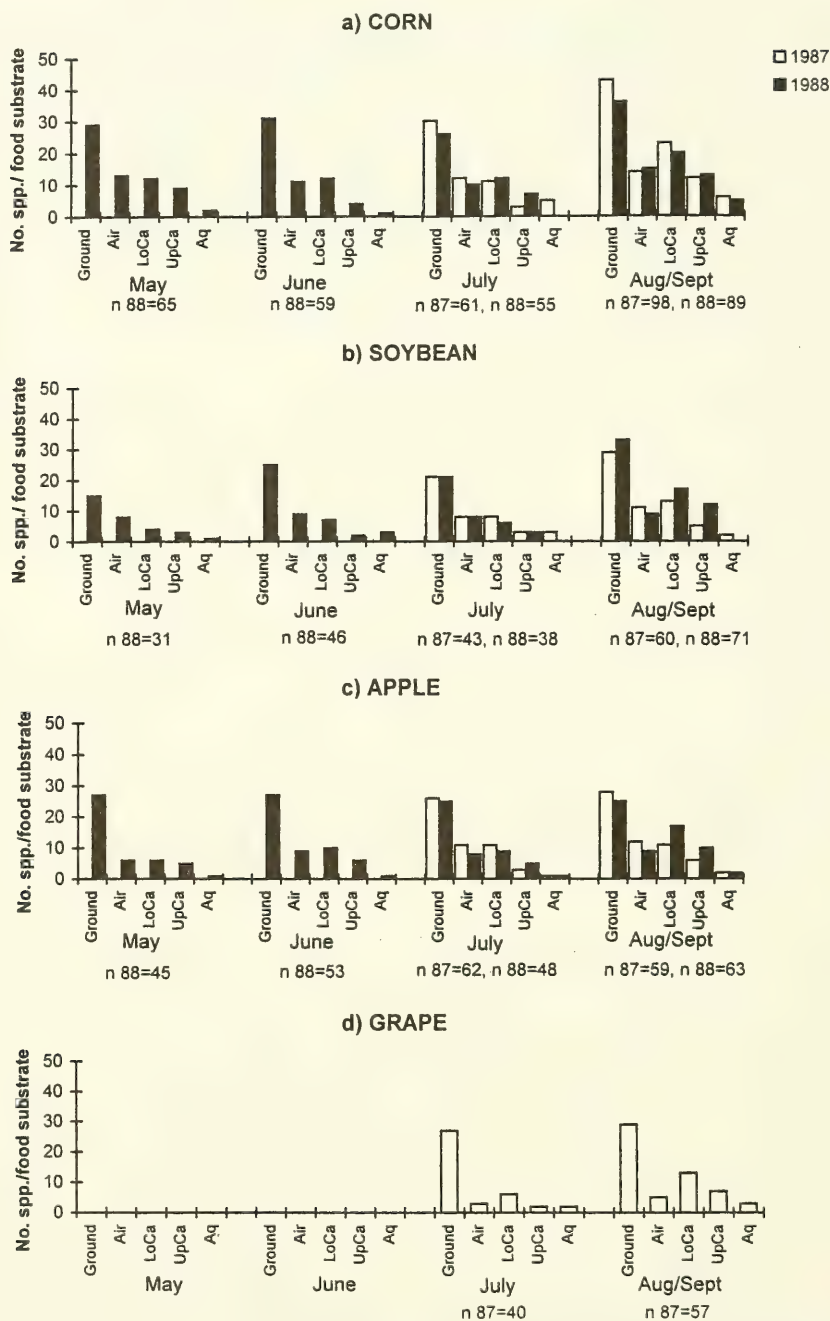 a) CORN
1987
1988
No. spp./ food substrate
50
40
30
20
10
0
Ground Air LoCa UpCa Aq Ground Air LoCa UpCa Aq Ground Air LoCa UpCa Aq Ground Air LoCa UpCa Aq
May June July Aug/Sept
n 88=65 n 88=59 n 87=61, n 88=55 n 87=98, n 88=89
b) SOYBEAN
No. spp./ food substrate
50
40
30
20
10
0
Ground Air LoCa UpCa Aq Ground Air LoCa UpCa Aq Ground Air LoCa UpCa Aq Ground Air LoCa UpCa Aq
May June July Aug/Sept
n 88=31 n 88=46 n 87=43, n 88=38 n 87=60, n 88=71
c) APPLE
No. spp./food substrate
50
40
30
20
10
0
Ground Air LoCa UpCa Aq Ground Air LoCa UpCa Aq Ground Air LoCa UpCa Aq Ground Air LoCa UpCa Aq
May June July Aug/Sept
n 88=45 n 88=53 n 87=62, n 88=48 n 87=59, n 88=63
d) GRAPE
No. spp./food substrate
50
40
30
20
10
0
Ground Air LoCa UpCa Aq Ground Air LoCa UpCa Aq Ground Air LoCa UpCa Aq Ground Air LoCa UpCa Aq
May June July Aug/Sept
n 87=40 n 87=57